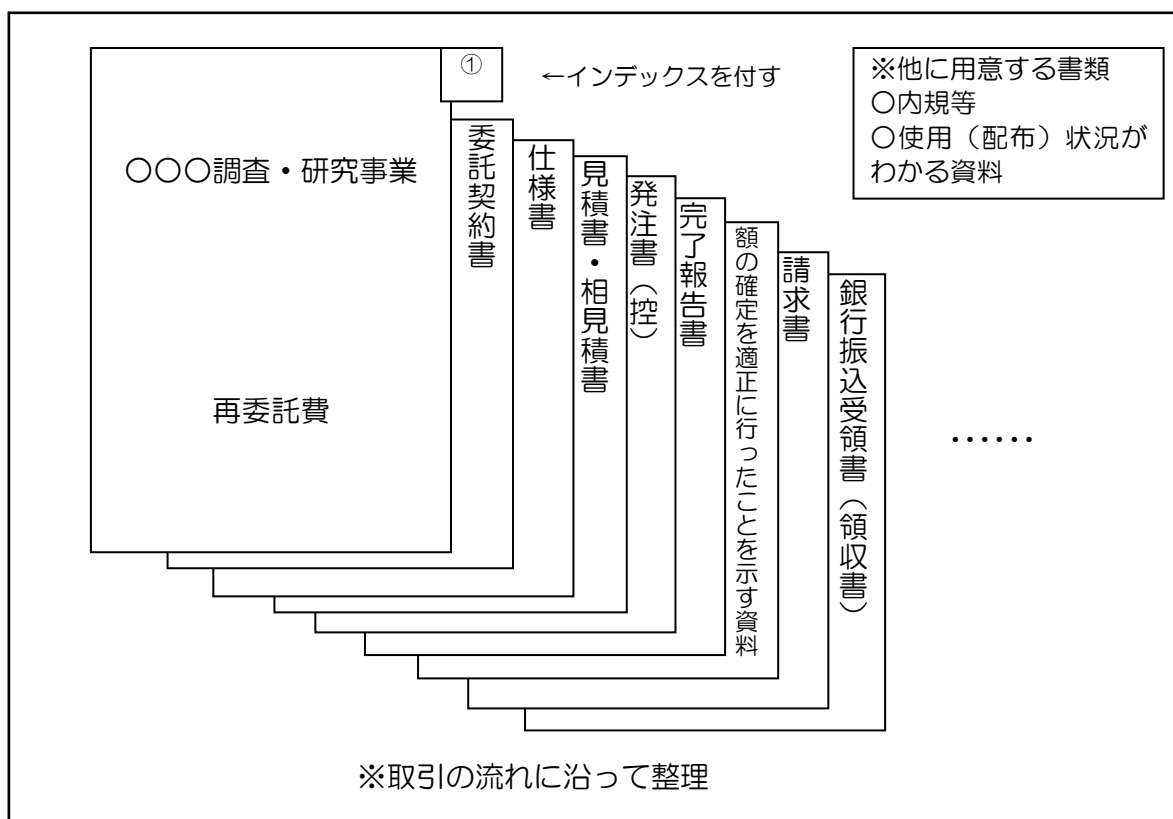 ①
←インデックスを付す
※他に用意する書類
〇内規等
〇使用（配布）状況が
わかる資料
〇〇〇調査・研究事業
再委託費
委託契約書
仕様書
見積書・相見積書
発注書（控）
完了報告書
額の確定を適正に行ったことを示す資料
請求書
銀行振込受領書（領収書）
……
※取引の流れに沿って整理